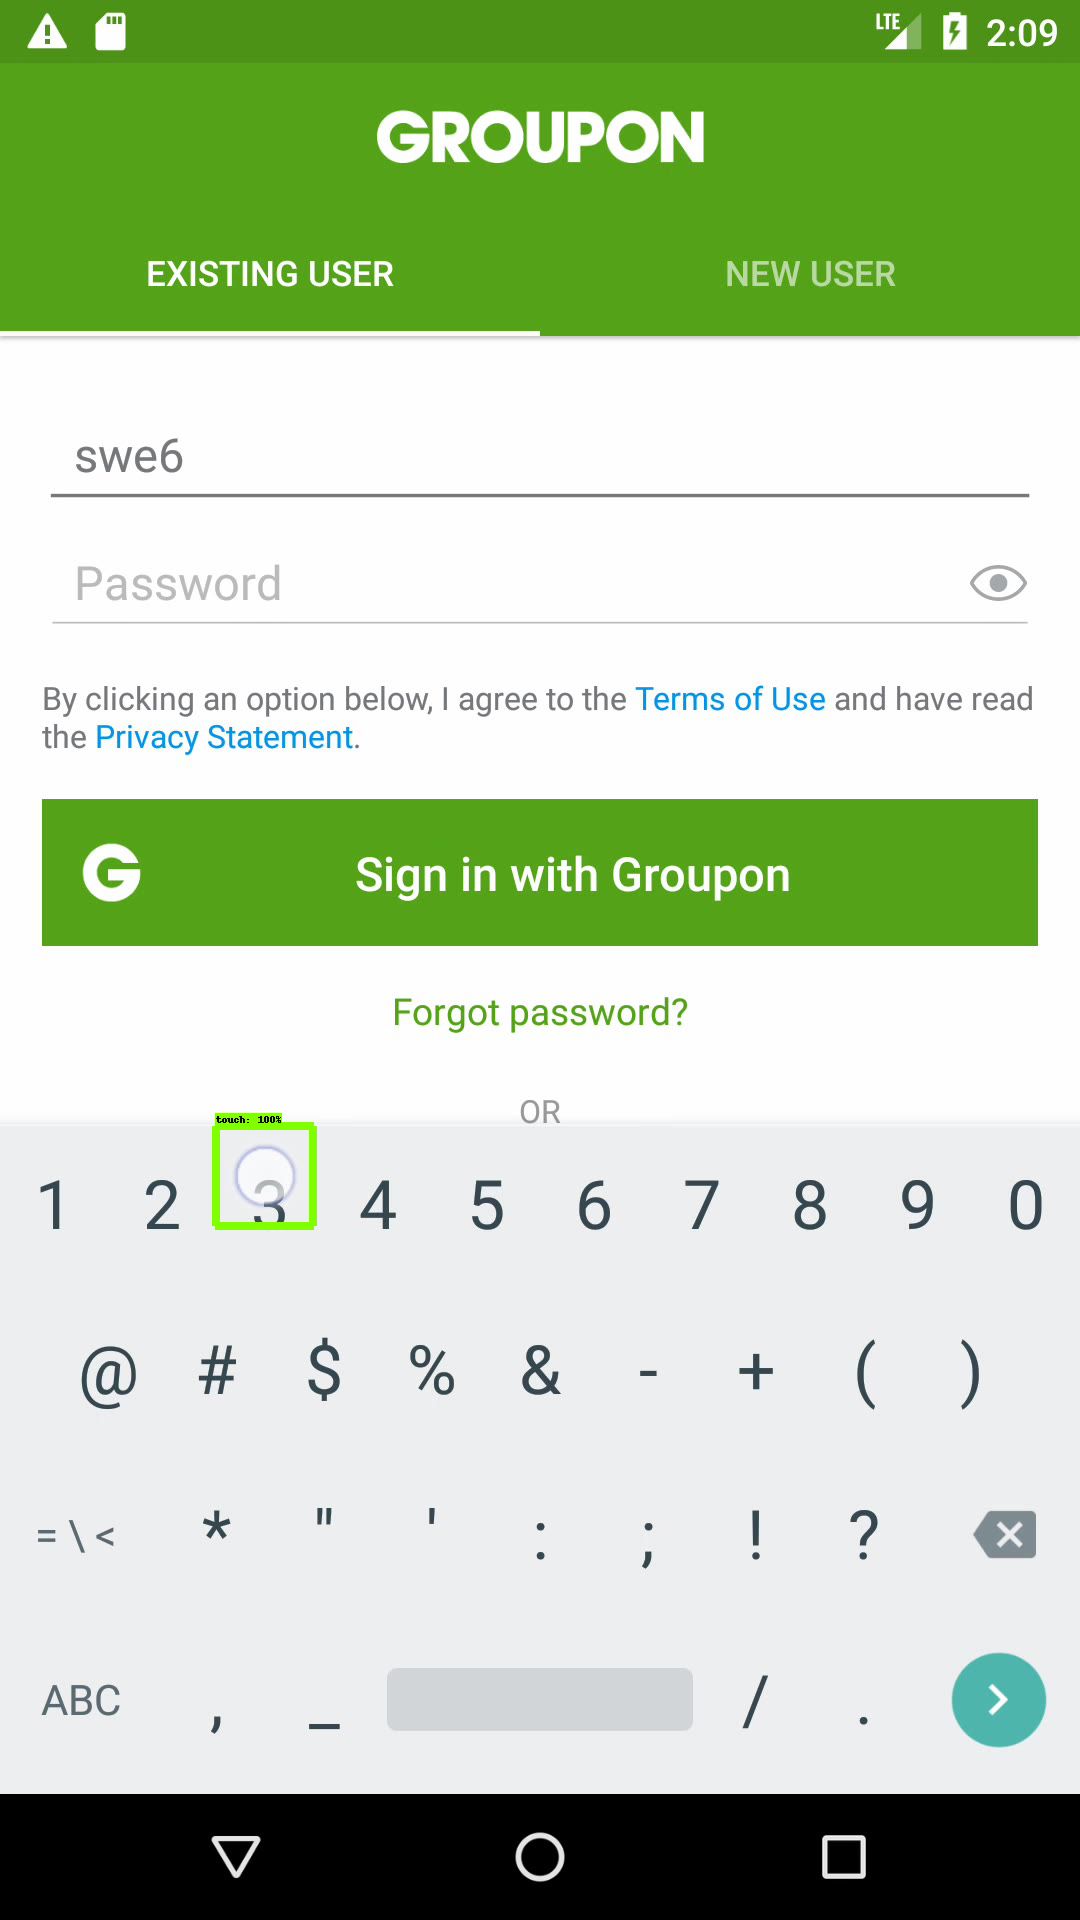 LTE 2:09
GROUPON
EXISTING USER NEW USER
swe6
Password
By clicking an option below, I agree to the Terms of Use and have read
the Privacy Statement.
G Sign in with Groupon
Forgot password?
OR
touch: 100%
1 2 3 4 5 6 7 8 9 0
@ # $ % & - + ( )
= \ < * " ' : ; ! ?
ABC , _ / .